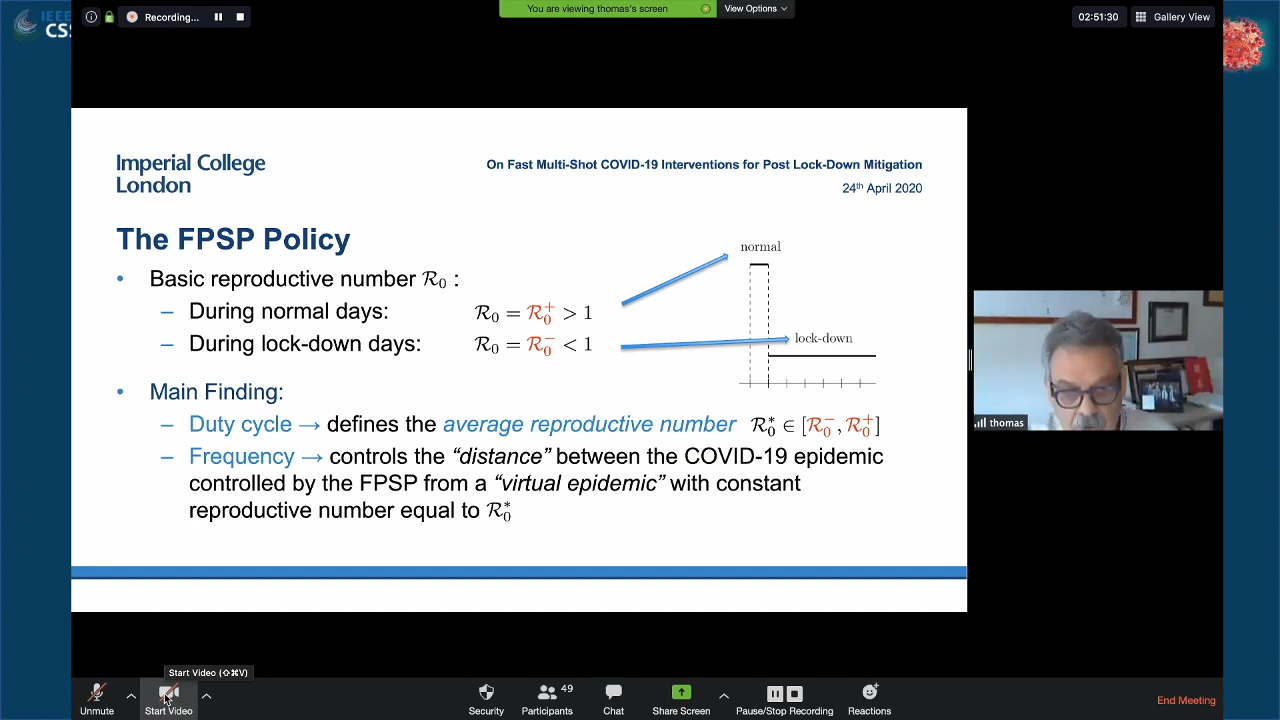 IEEE
CSS
Recording...
You are viewing thomas's screen
View Options
02:51:30
Gallery View
Imperial College
London
On Fast Multi-Shot COVID-19 Interventions for Post Lock-Down Mitigation
24th April 2020
The FPSP Policy
• Basic reproductive number ℛ₀ :
– During normal days: ℛ₀ = ℛ₀⁺ > 1
– During lock-down days: ℛ₀ = ℛ₀⁻ < 1
normal
lock-down
• Main Finding:
– Duty cycle → defines the average reproductive number ℛ₀* ∈ [ℛ₀⁻, ℛ₀⁺]
– Frequency → controls the “distance” between the COVID-19 epidemic
controlled by the FPSP from a “virtual epidemic” with constant
reproductive number equal to ℛ₀*
thomas
Start Video (⇧⌘V)
Unmute
Start Video
Security
49
Participants
Chat
Share Screen
Pause/Stop Recording
Reactions
End Meeting